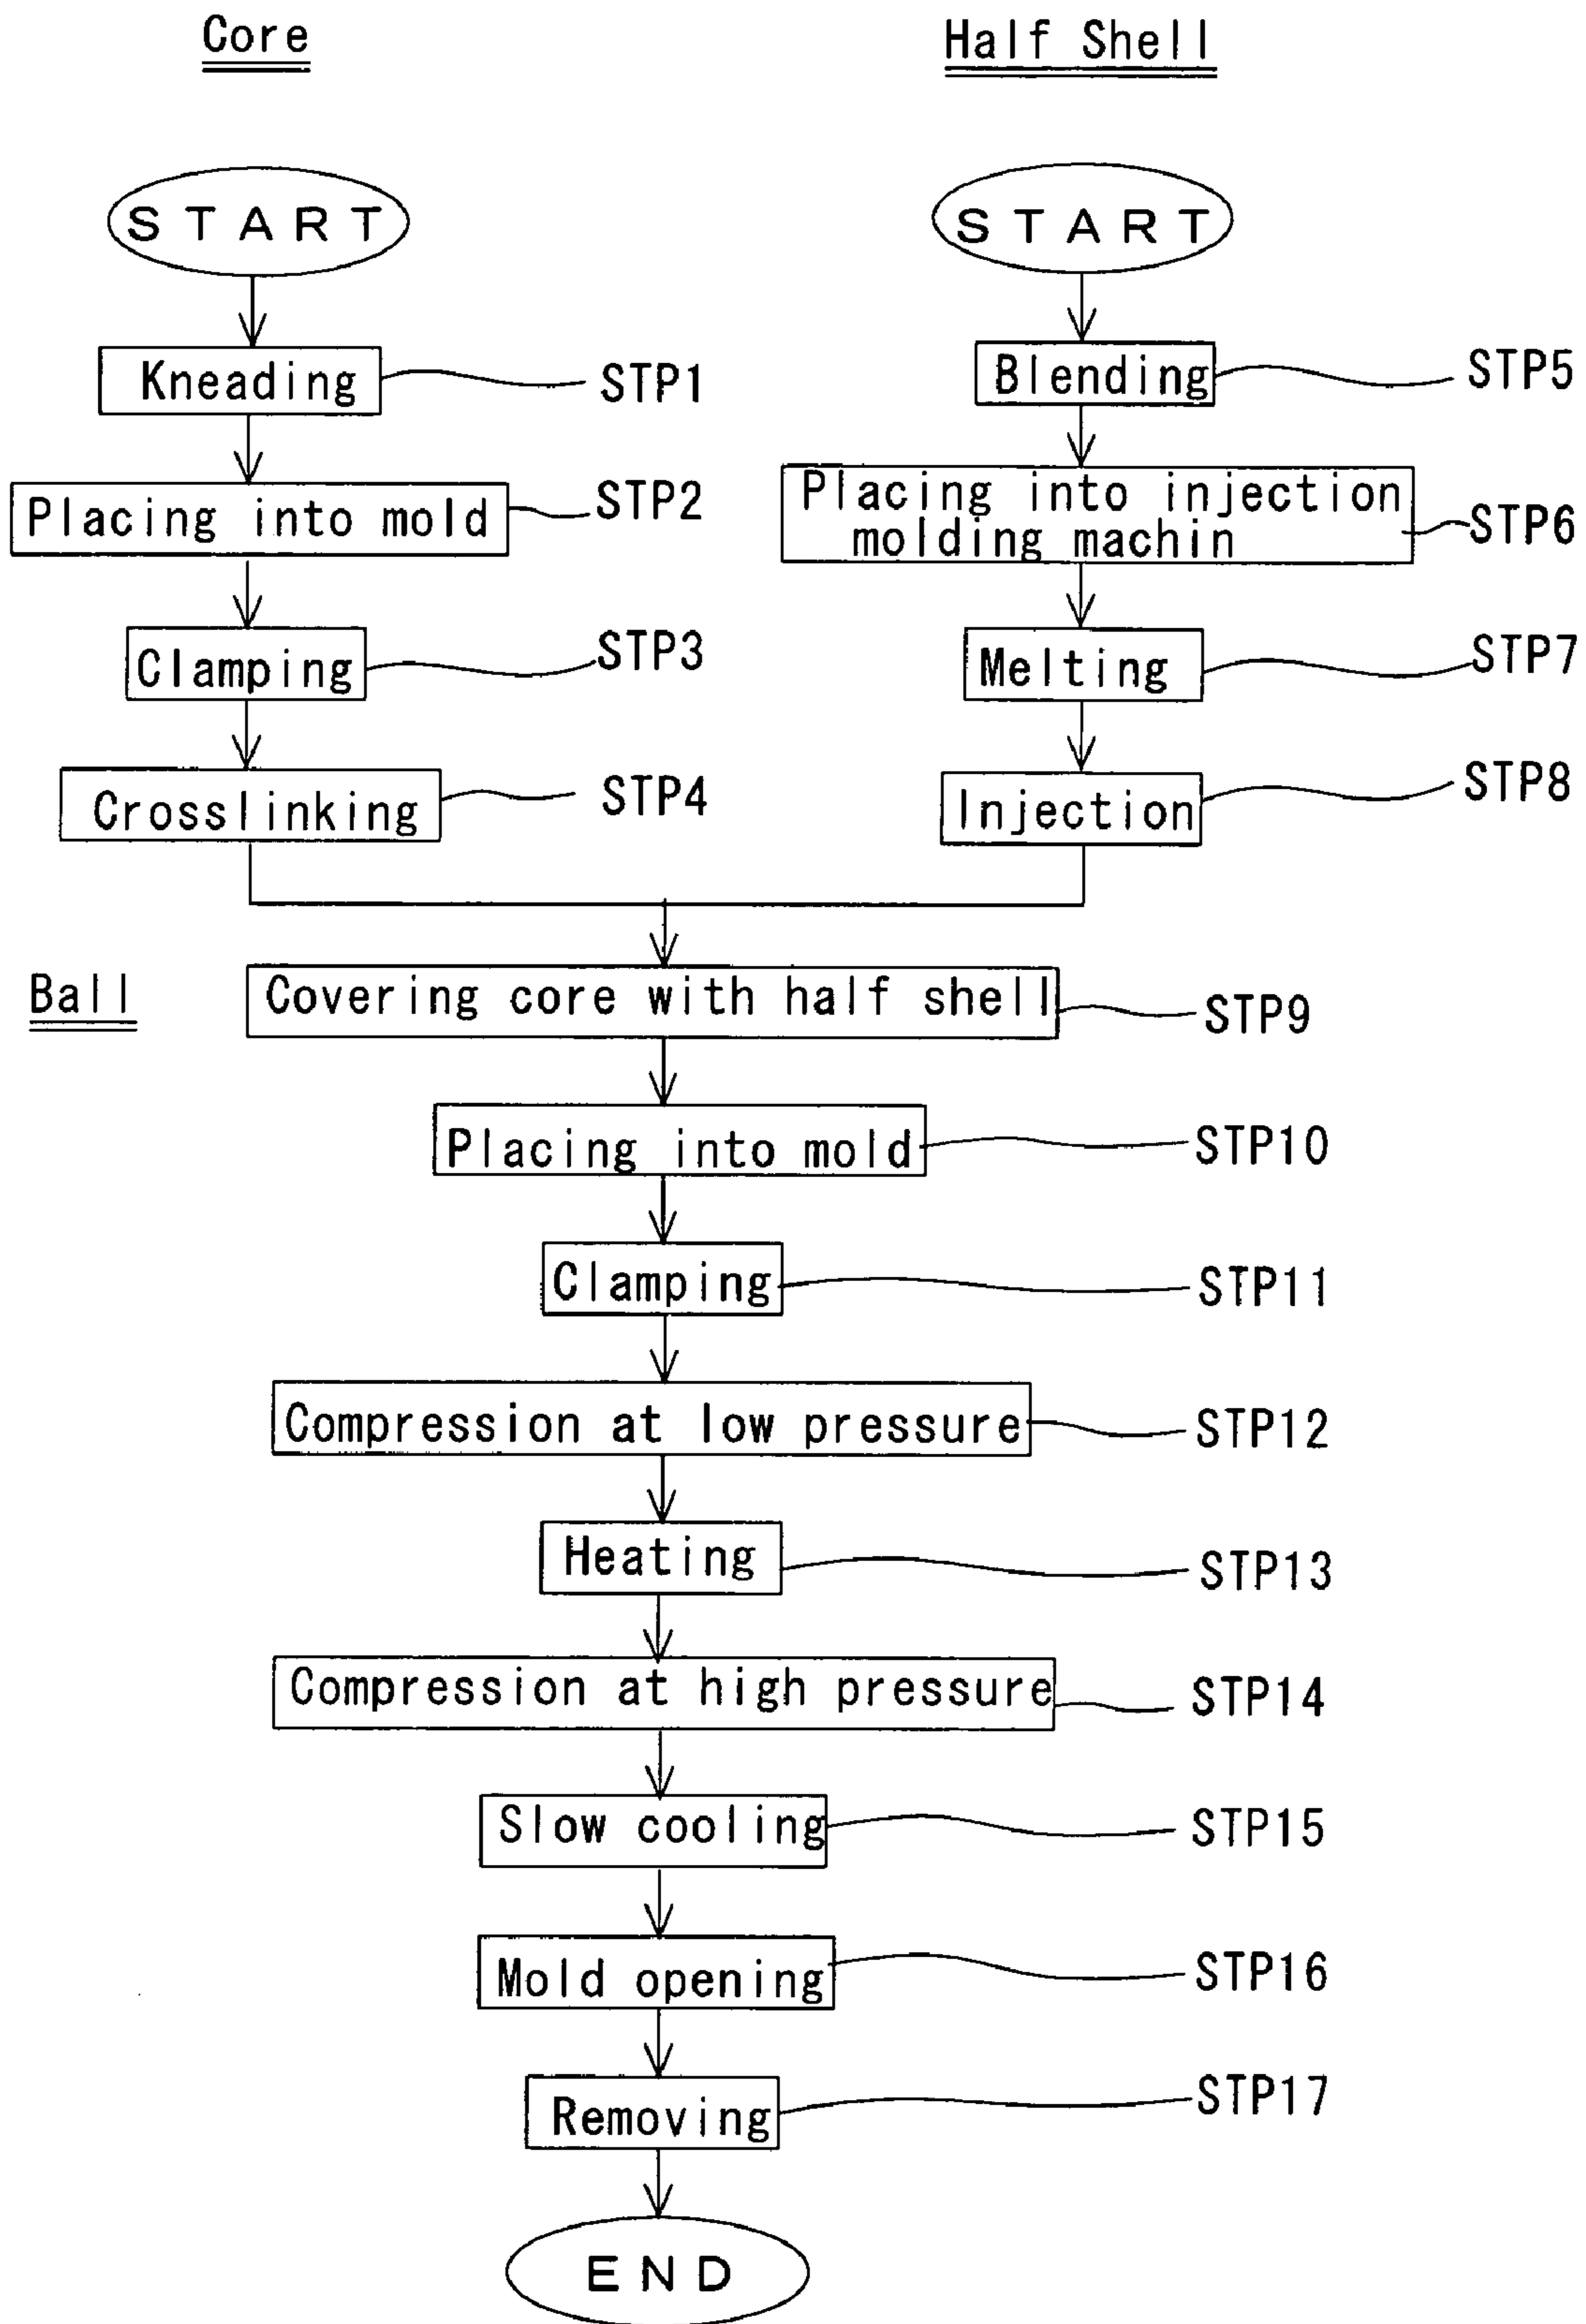 Core
Half Shell
START
START
Kneading
STP1
Blending
STP5
Placing into mold
STP2
Placing into injection
molding machin
STP6
Clamping
STP3
Melting
STP7
Crosslinking
STP4
Injection
STP8
Ball
Covering core with half shell
STP9
Placing into mold
STP10
Clamping
STP11
Compression at low pressure
STP12
Heating
STP13
Compression at high pressure
STP14
Slow cooling
STP15
Mold opening
STP16
Removing
STP17
END